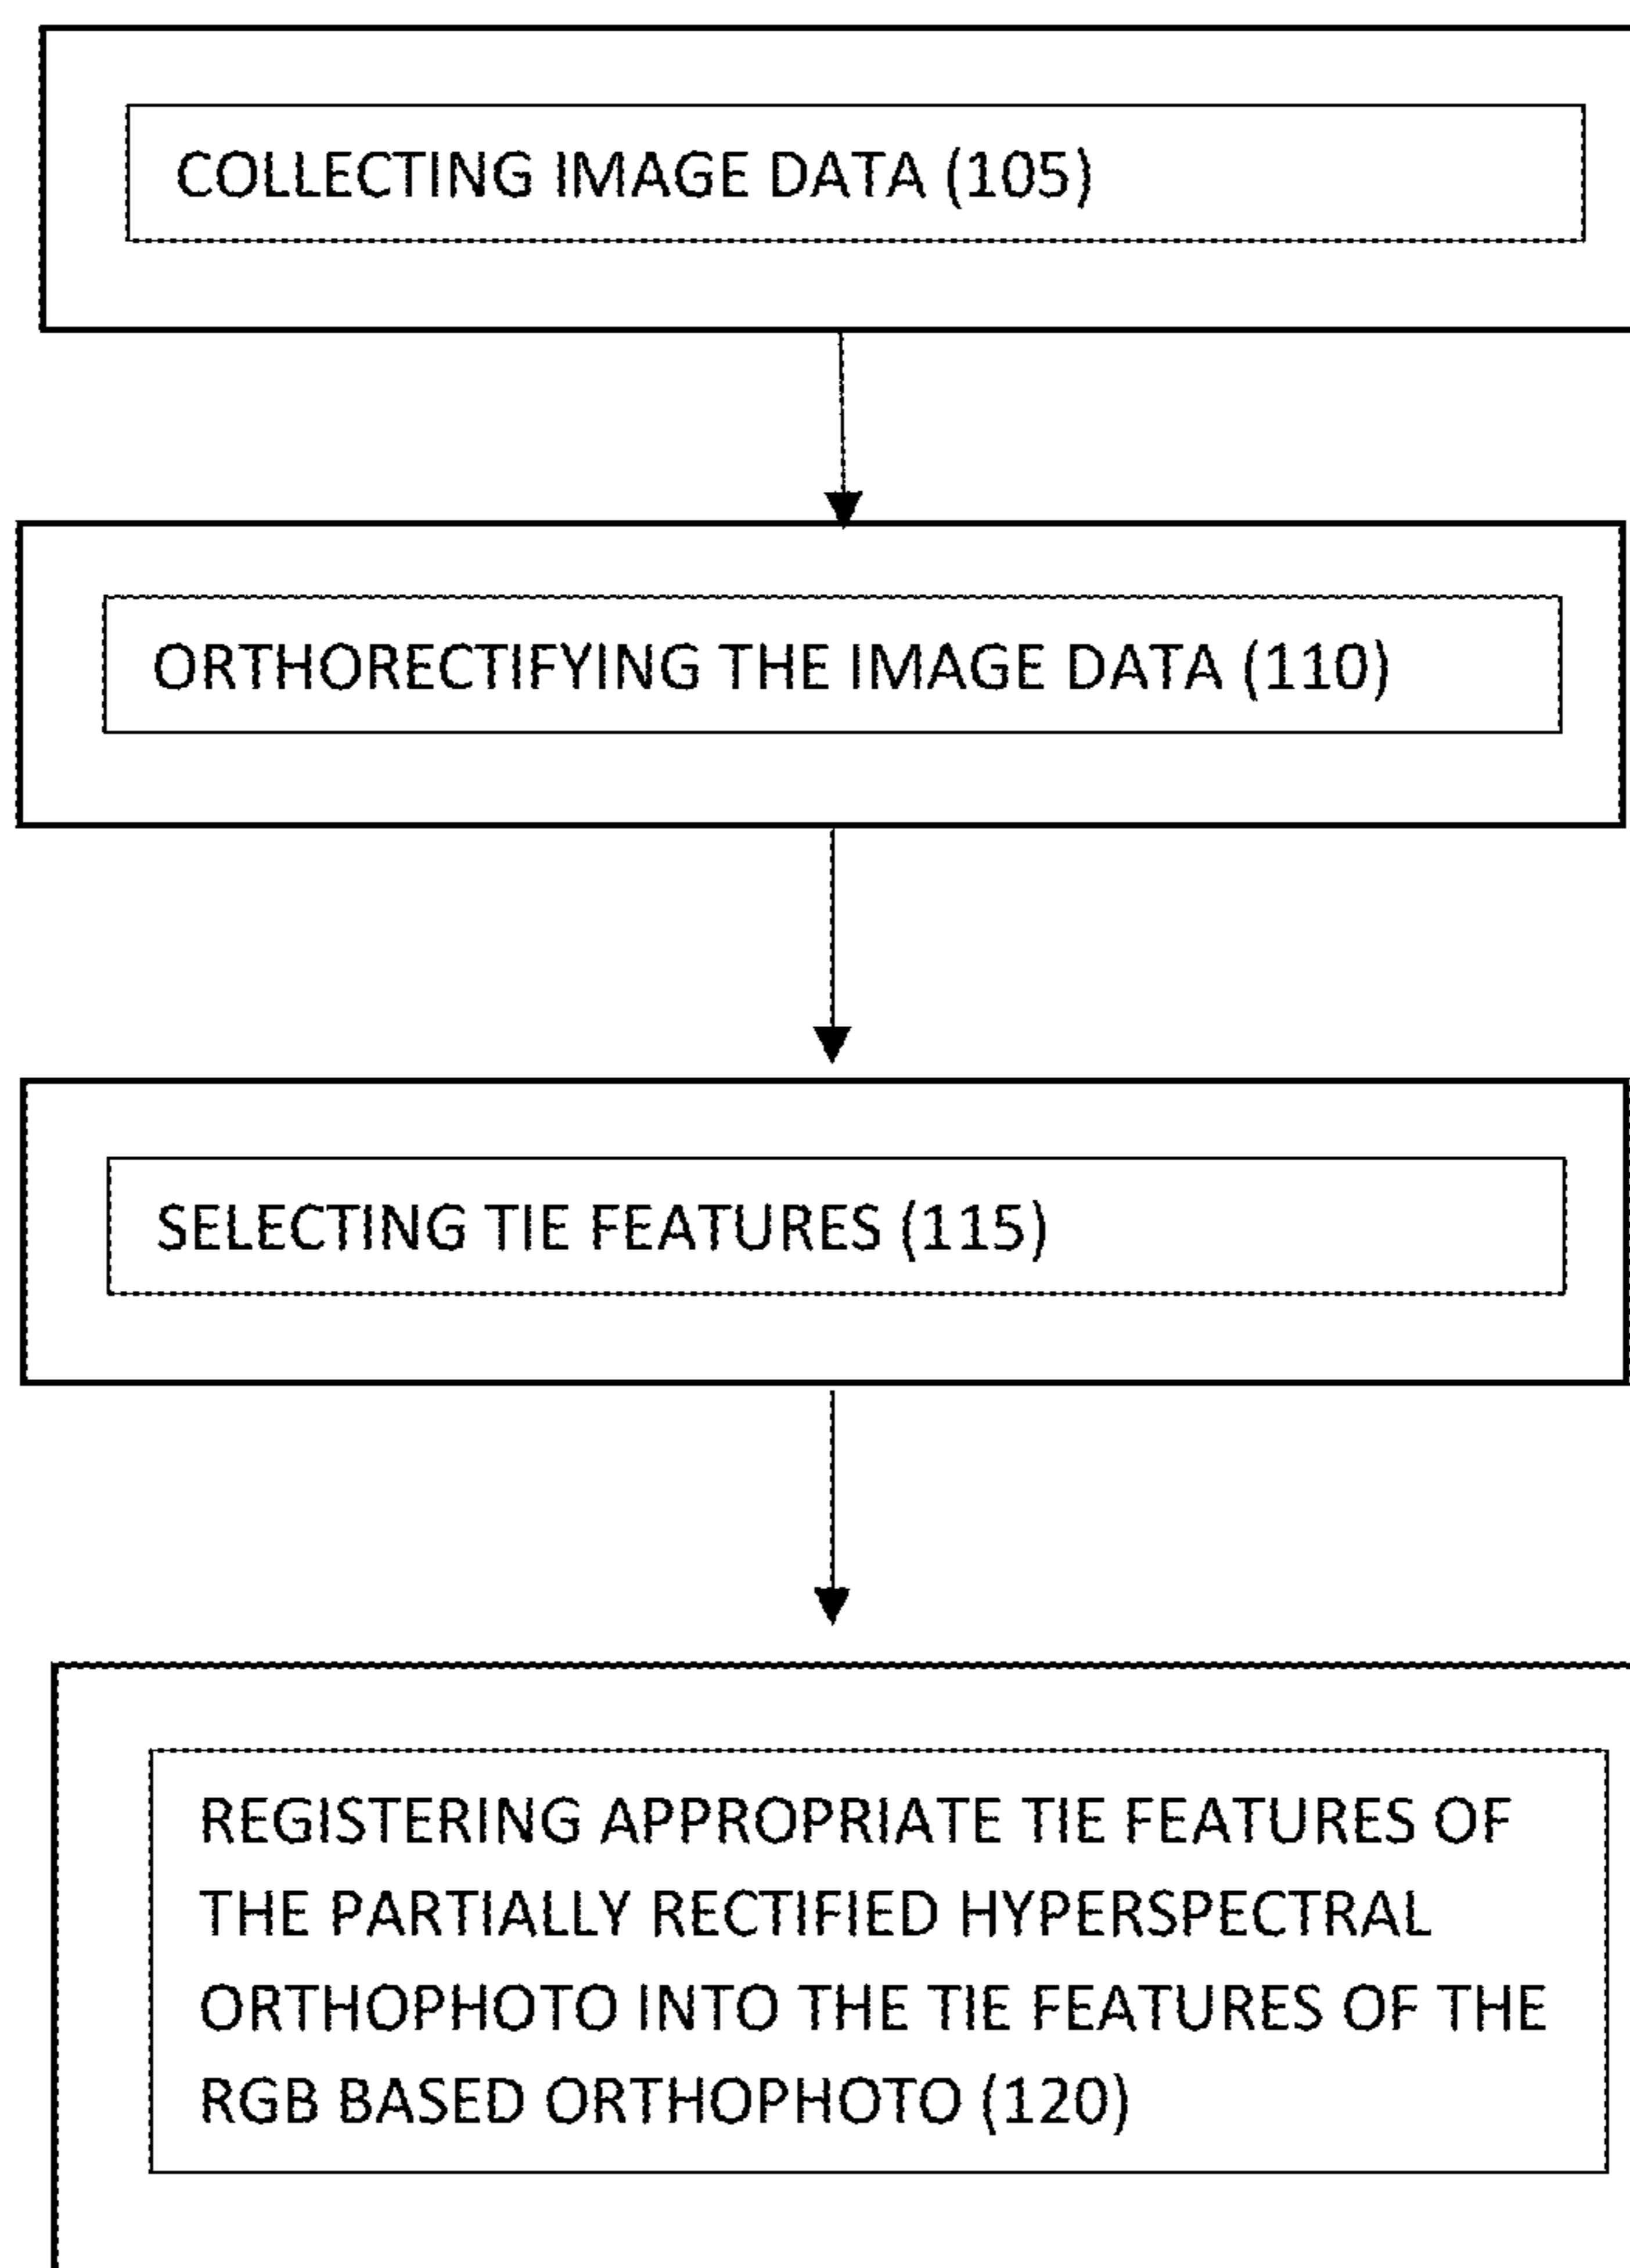 COLLECTING IMAGE DATA (105)
ORTHORECTIFYING THE IMAGE DATA (110)
SELECTING TIE FEATURES (115)
REGISTERING APPROPRIATE TIE FEATURES OF
THE PARTIALLY RECTIFIED HYPERSPECTRAL
ORTHOPHOTO INTO THE TIE FEATURES OF THE
RGB BASED ORTHOPHOTO (120)